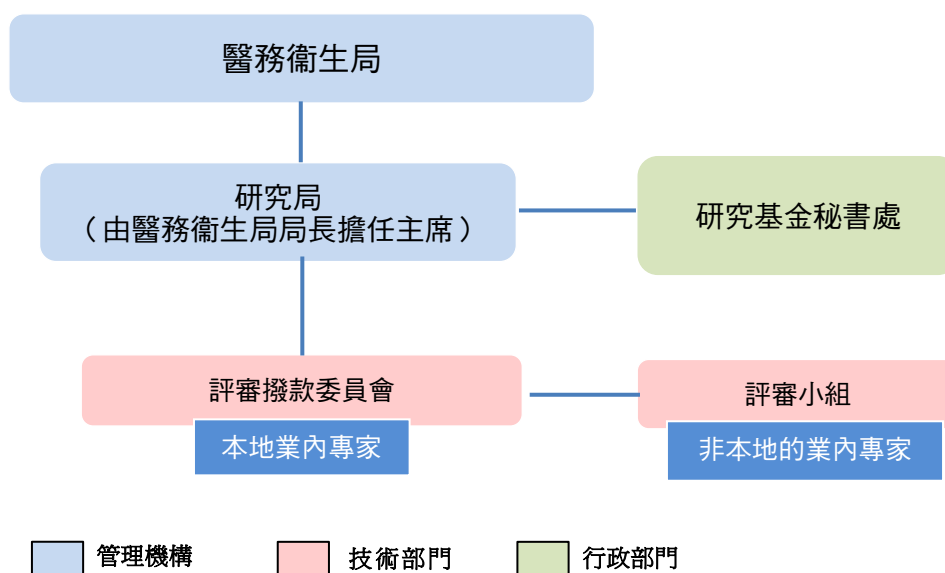 醫務衞生局
研究局
（由醫務衞生局局長擔任主席）
研究基金秘書處
評審撥款委員會
評審小組
本地業內專家
非本地的業內專家
管理機構
技術部門
行政部門